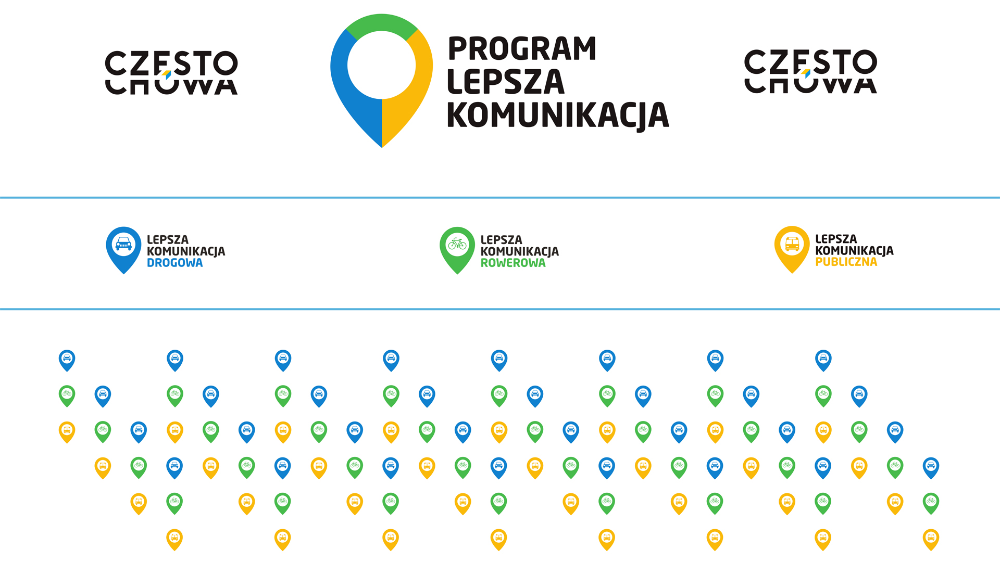 CZĘSTO
CHOWA
PROGRAM
LEPSZA
KOMUNIKACJA
CZĘSTO
CHOWA
LEPSZA
KOMUNIKACJA
DROGOWA
LEPSZA
KOMUNIKACJA
ROWEROWA
LEPSZA
KOMUNIKACJA
PUBLICZNA